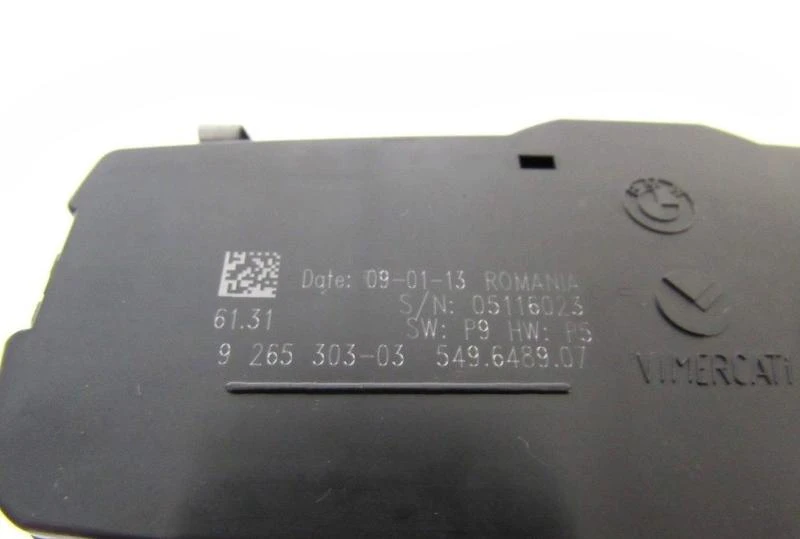 Date: 09-01-13 ROMANIA
S/N: 05116023
61.31
SW: P9 HW: P5
9 265 303-03 549.6489.07
VIMERCATi